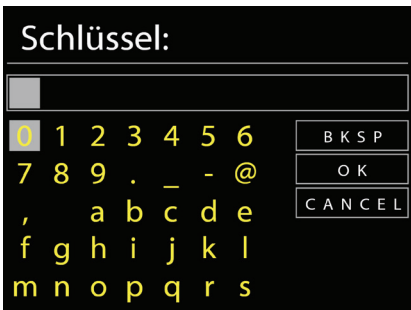 Schlüssel:
0 1 2 3 4 5 6 BKSP
7 8 9 . _ - @ OK
, a b c d e CANCEL
f g h i j k l
m n o p q r s